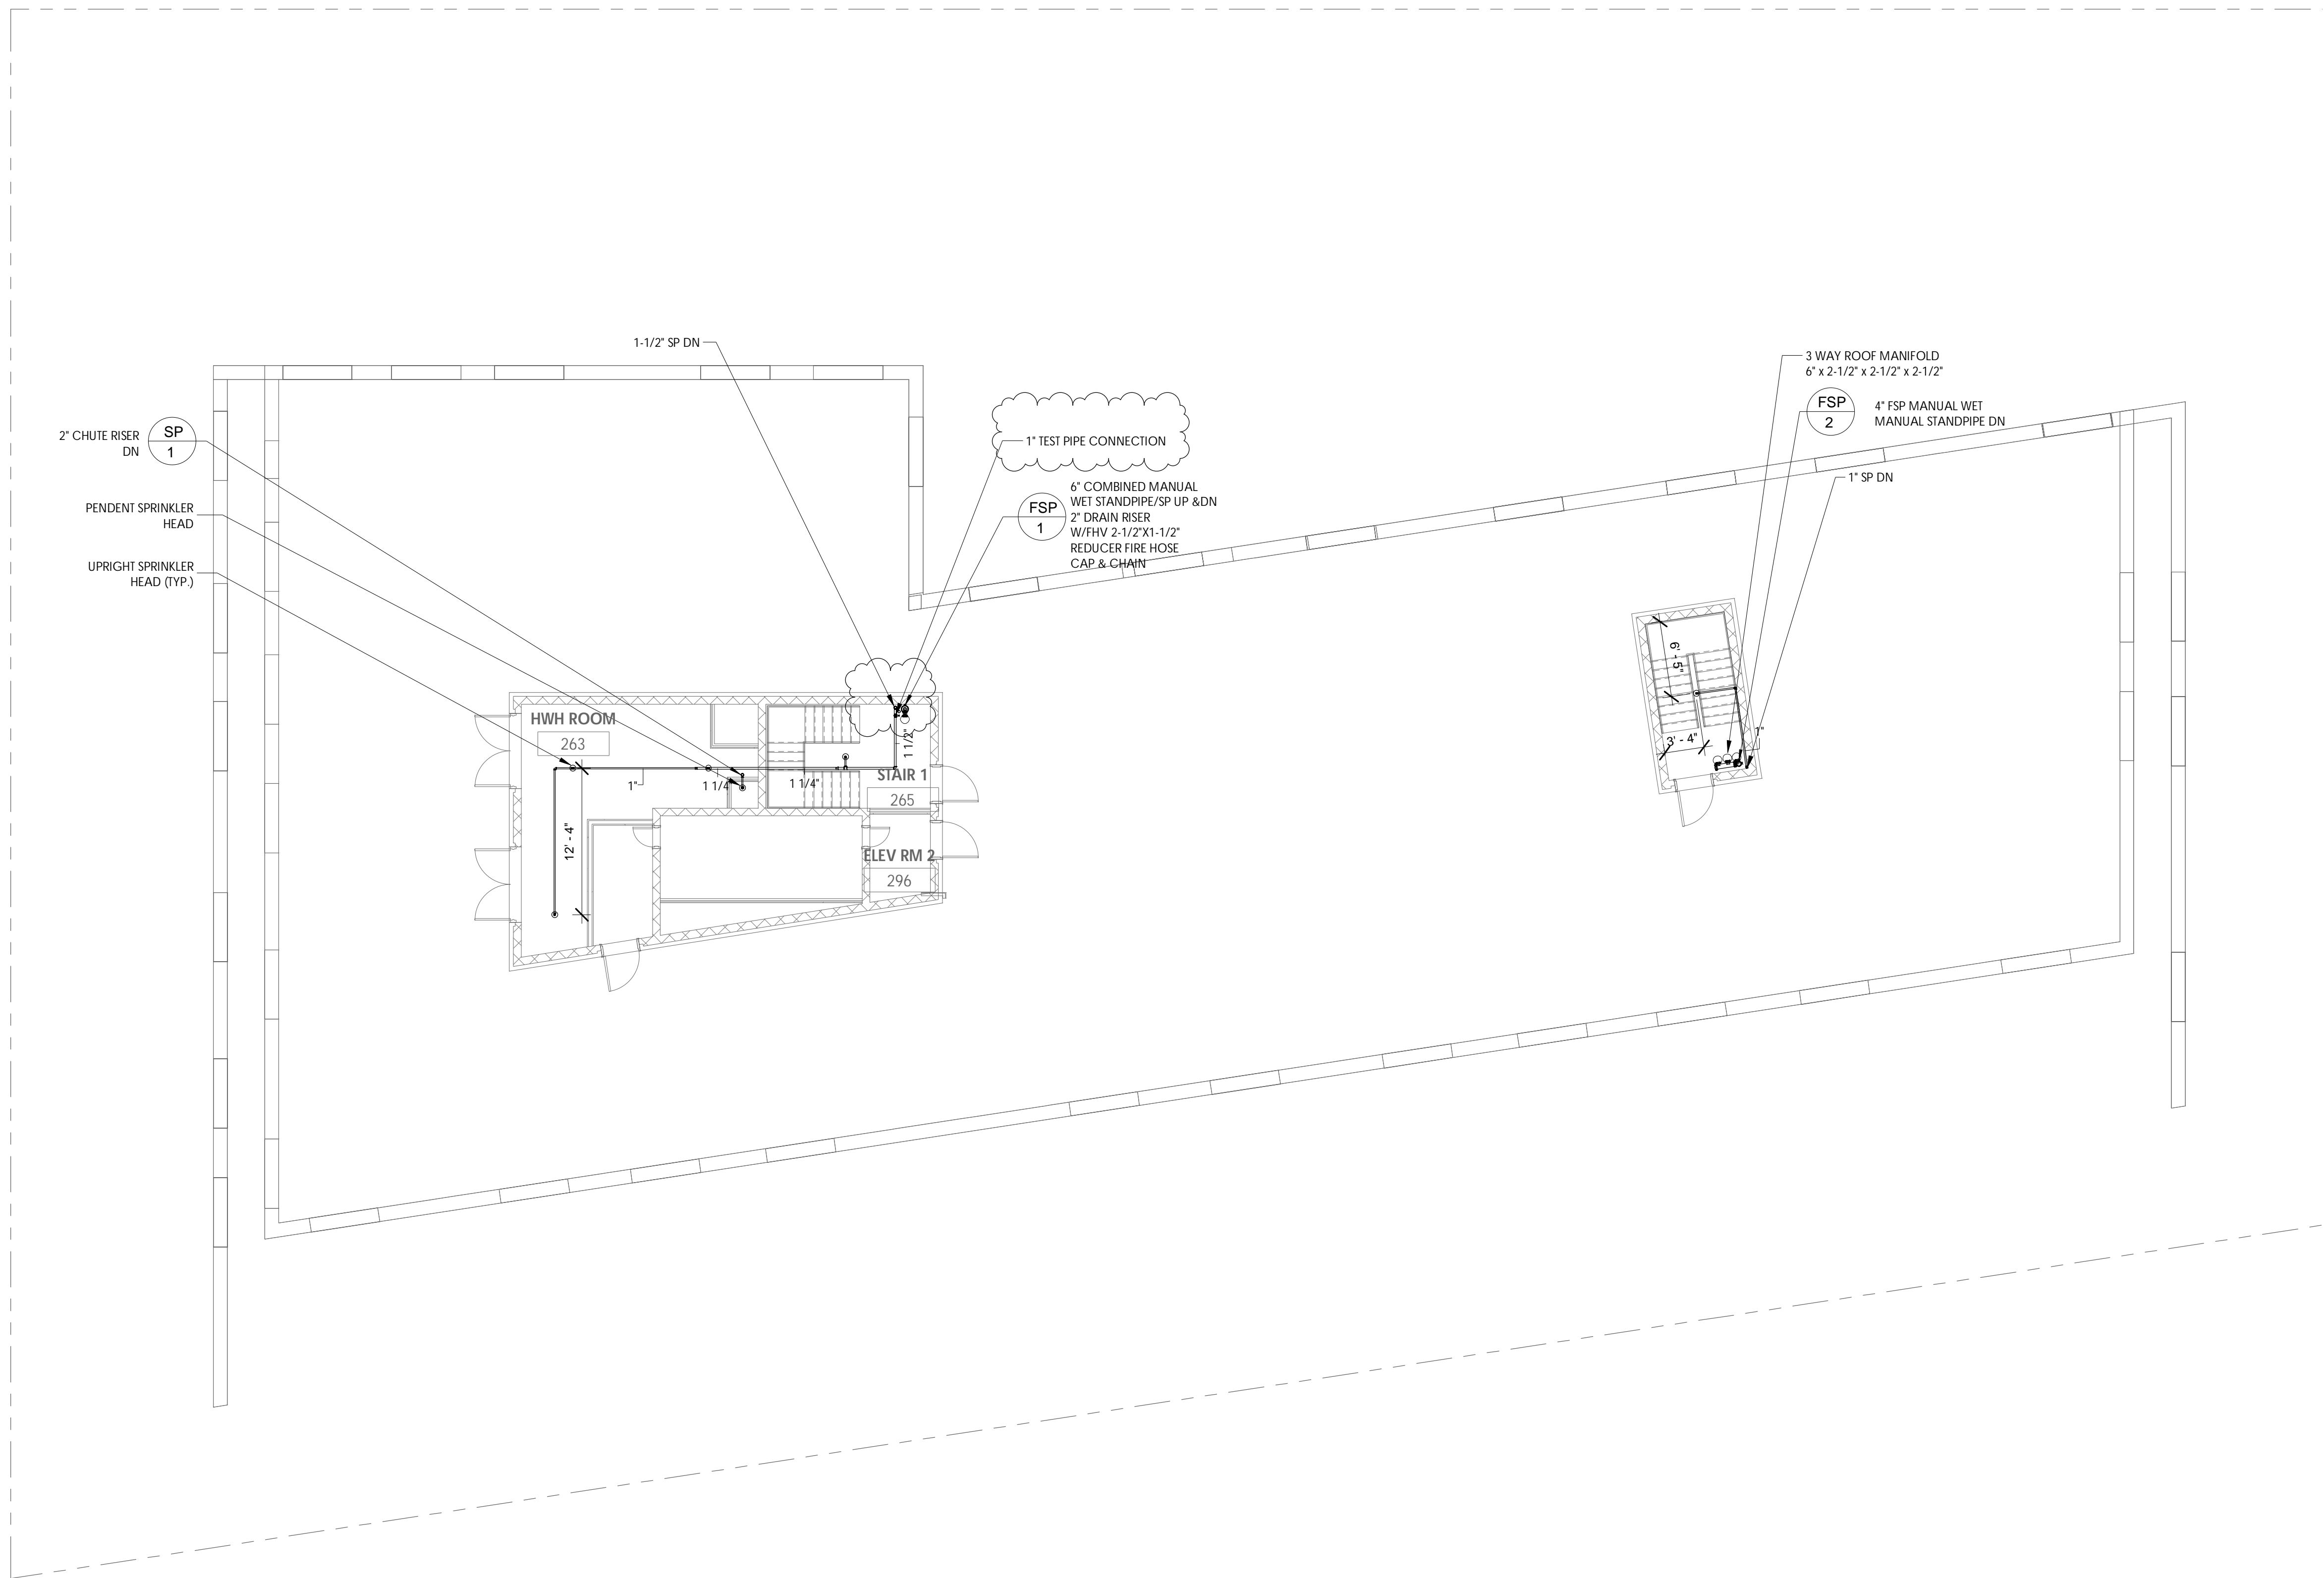 1-1/2" SP DN
3 WAY ROOF MANIFOLD
6" x 2-1/2" x 2-1/2" x 2-1/2"
FSP
2
4" FSP MANUAL WET
MANUAL STANDPIPE DN
2" CHUTE RISER
DN
SP
1
1" TEST PIPE CONNECTION
1" SP DN
FSP
1
6" COMBINED MANUAL
WET STANDPIPE/SP UP &DN
2" DRAIN RISER
W/FHV 2-1/2"X1-1/2"
REDUCER FIRE HOSE
CAP & CHAIN
PENDENT SPRINKLER
HEAD
UPRIGHT SPRINKLER
HEAD (TYP.)
HWH ROOM
263
1 1/2"
6' - 5"
3' - 4"
1"
STAIR 1
265
1"
1 1/4"
1 1/4"
12' - 4"
ELEV RM 2
296